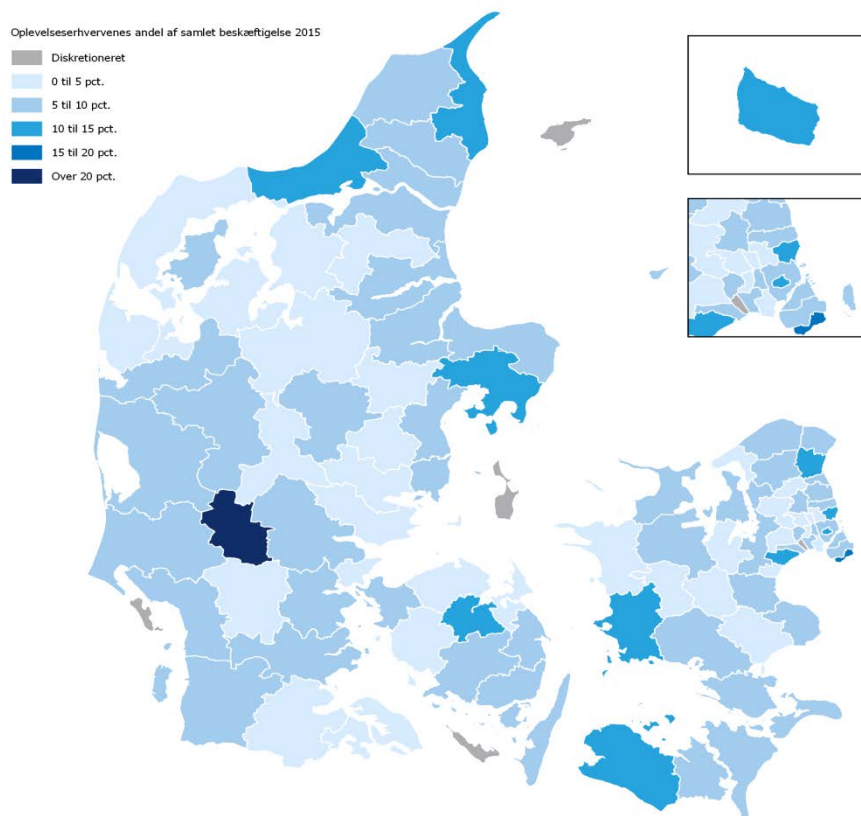 Oplevelseserhvervenes andel af samlet beskæftigelse 2015
Diskretioneret
0 til 5 pct.
5 til 10 pct.
10 til 15 pct.
15 til 20 pct.
Over 20 pct.